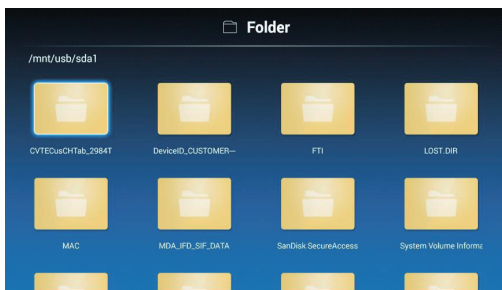 Folder
/mnt/usb/sda1
CVTECusCHTab_2984T
DeviceID_CUSTOMER—
FTI
LOST.DIR
MAC
MDA_IFD_SIF_DATA
SanDisk SecureAccess
System Volume Informa